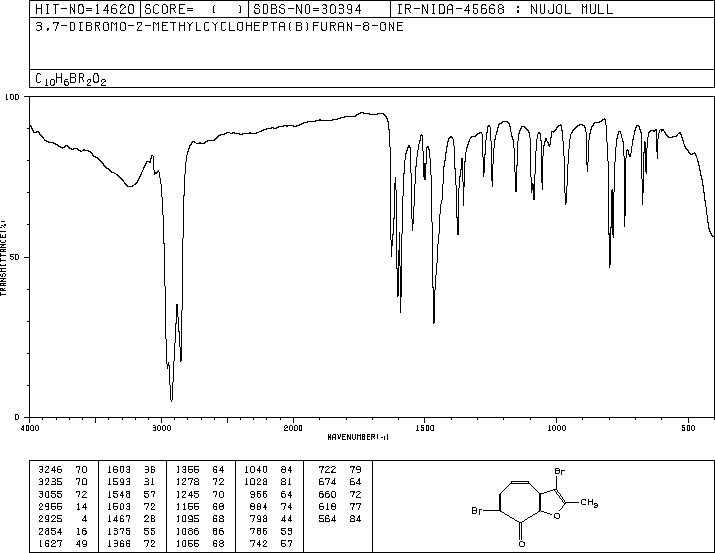 HIT-NO=14620 SCORE= ( ) SDBS-NO=30394 IR-NIDA-45668 : NUJOL MULL
3,7-DIBROMO-2-METHYLCYCLOHEPTA(B)FURAN-8-ONE
C10H6BR2O2
100
50
0
TRANSMITTANCE(%)
4000 3000 2000 1500 1000 500
WAVENUMBER(-1)
3246 70 1603 36 1366 64 1040 84 722 79
3235 70 1593 31 1278 72 1028 81 674 64
3055 72 1548 57 1245 70 966 64 660 72
2955 14 1503 72 1155 68 884 74 618 77
2925 4 1467 28 1095 68 798 44 564 84
2854 16 1375 55 1086 86 786 59
1627 49 1366 72 1055 68 742 57
Br
CH3
Br
O
O